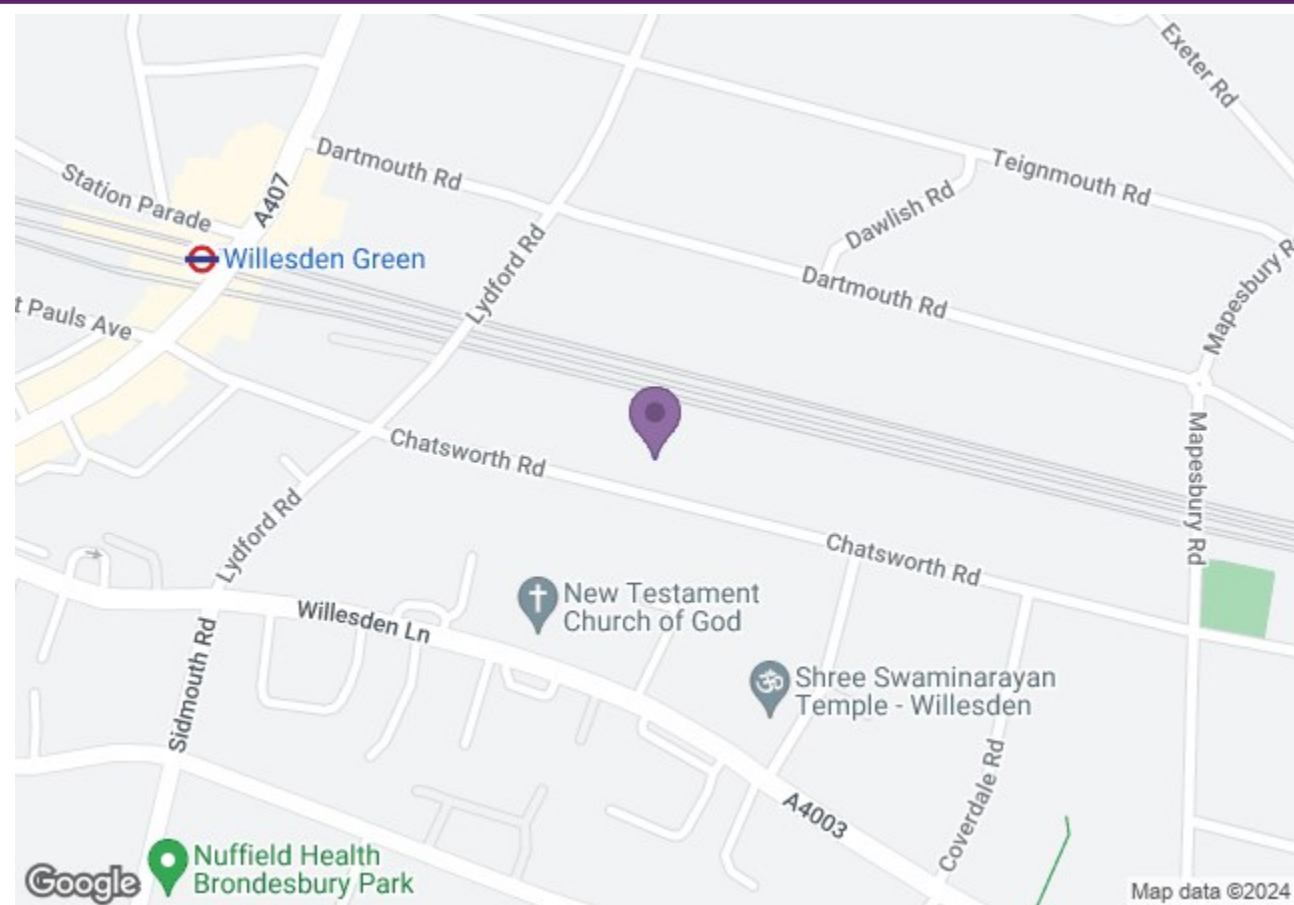 Exeter Rd
Teignmouth Rd
Dartmouth Rd
Station Parade
A407
Dawlish Rd
Willesden Green
Lydford Rd
Mapesbury R
Dartmouth Rd
t Pauls Ave
Chatsworth Rd
Mapesbury Rd
Lydford Rd
Chatsworth Rd
New Testament
Church of God
Willesden Ln
Sidmouth Rd
Shree Swaminarayan
Temple - Willesden
A4003
Coverdale Rd
Nuffield Health
Brondesbury Park
Google
Map data ©2024